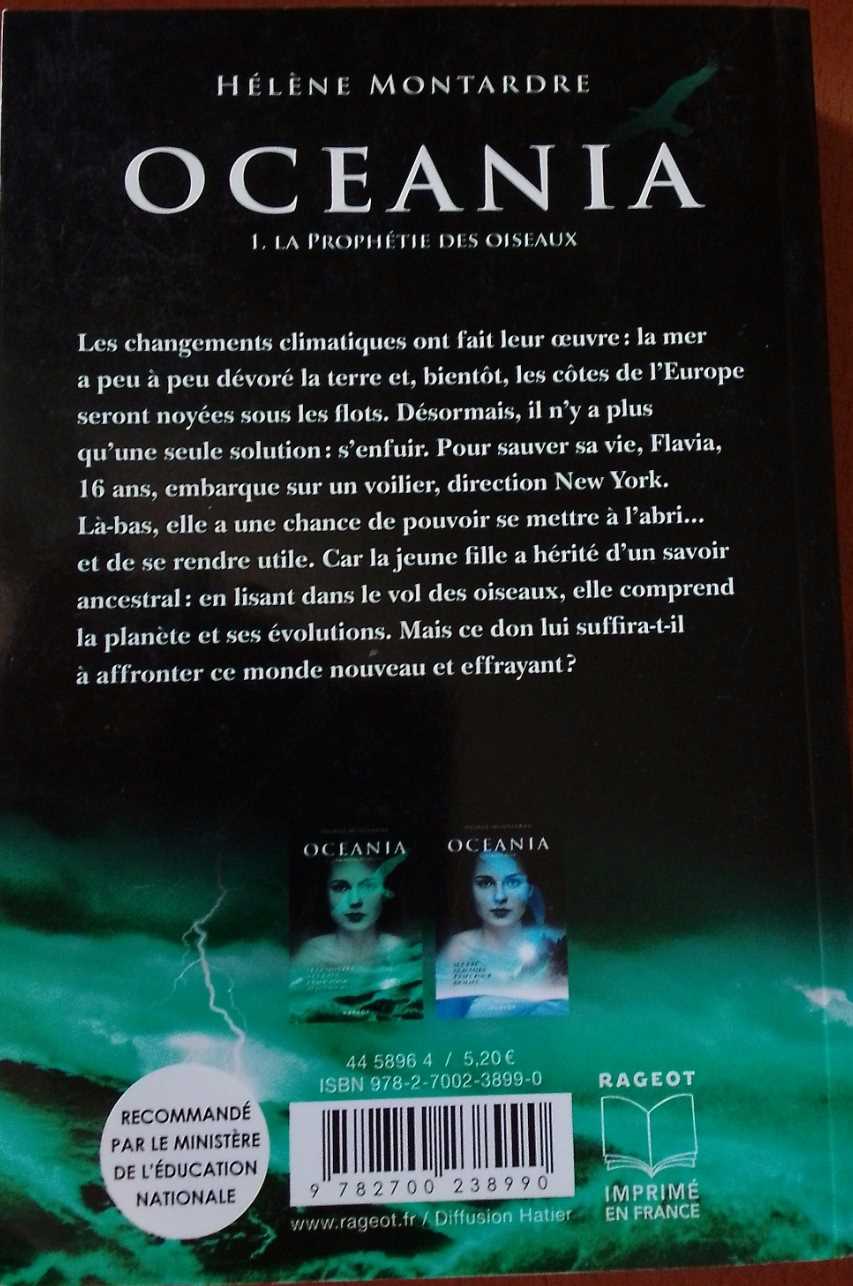 HÉLÈNE MONTARDRE
OCEANIA
1. LA PROPHÉTIE DES OISEAUX
Les changements climatiques ont fait leur œuvre : la mer
a peu à peu dévoré la terre et, bientôt, les côtes de l'Europe
seront noyées sous les flots. Désormais, il n'y a plus
qu'une seule solution : s'enfuir. Pour sauver sa vie, Flavia,
16 ans, embarque sur un voilier, direction New York.
Là-bas, elle a une chance de pouvoir se mettre à l'abri...
et de se rendre utile. Car la jeune fille a hérité d'un savoir
ancestral : en lisant dans le vol des oiseaux, elle comprend
la planète et ses évolutions. Mais ce don lui suffira-t-il
à affronter ce monde nouveau et effrayant ?
OCEANIA
OCEANIA
44 5896 4 / 5,20 €
ISBN 978-2-7002-3899-0
9 782700 238990
www.rageot.fr / Diffusion Hatier
RECOMMANDÉ
PAR LE MINISTÈRE
DE L'ÉDUCATION
NATIONALE
RAGEOT
IMPRIMÉ
EN FRANCE